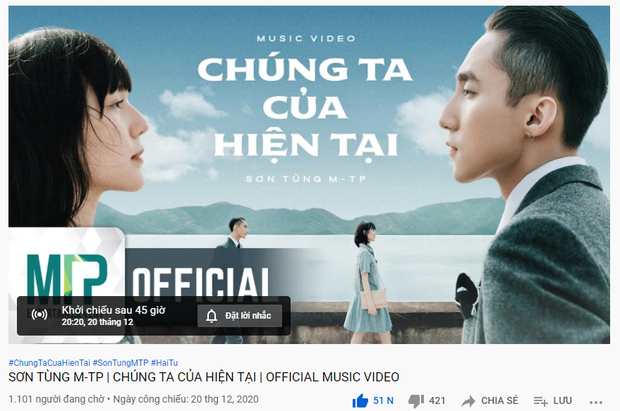 MUSIC VIDEO
CHÚNG TA
CỦA
HIỆN TẠI
SƠN TÙNG M-TP
MTP OFFICIAL
Khởi chiếu sau 45 giờ
20:20, 20 tháng 12
Đặt lời nhắc
#ChungTaCuaHienTai #SonTungMTP #HaiTu
SƠN TÙNG M-TP | CHÚNG TA CỦA HIỆN TẠI | OFFICIAL MUSIC VIDEO
1.101 người đang chờ • Ngày công chiếu: 20 thg 12, 2020
51 N
421
CHIA SẺ
LƯU